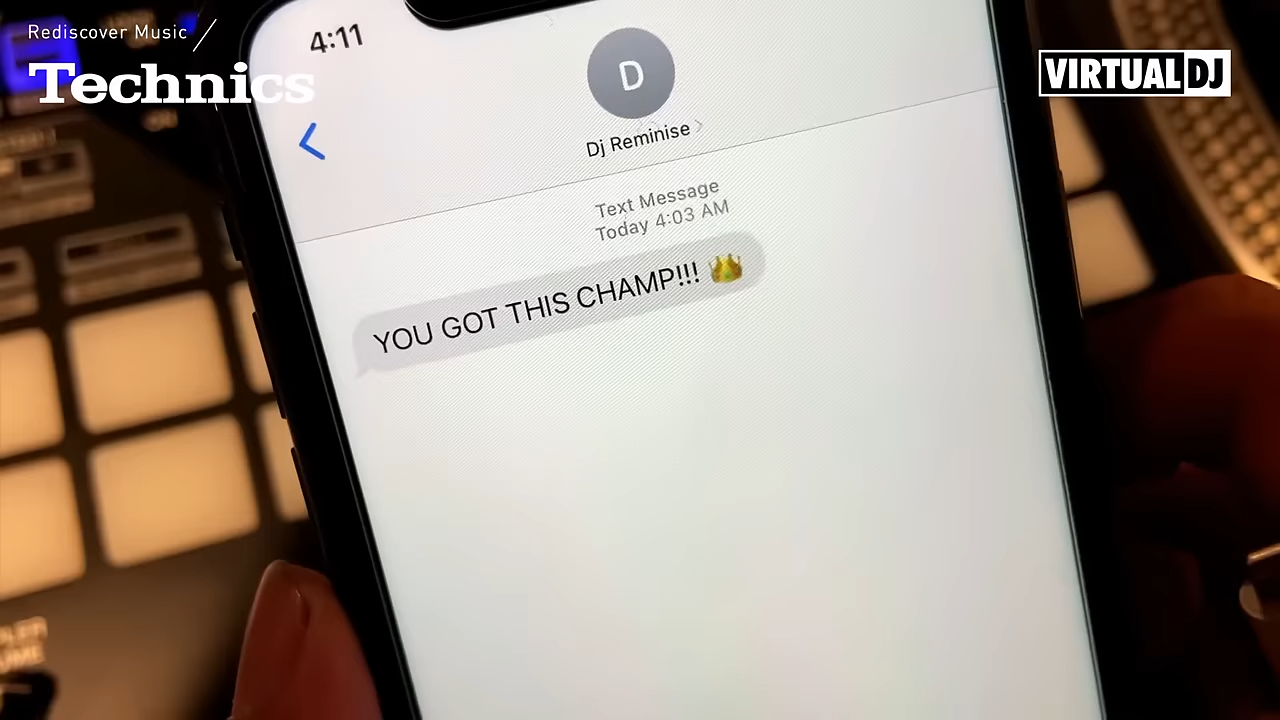 Rediscover Music
Technics
VIRTUAL DJ
4:11
D
Dj Reminise
Text Message
Today 4:03 AM
YOU GOT THIS CHAMP!!! 👑